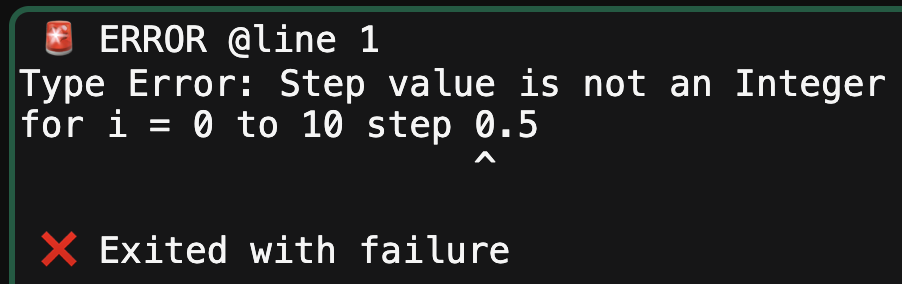 🚨 ERROR @line 1
Type Error: Step value is not an Integer
for i = 0 to 10 step 0.5
^
❌ Exited with failure